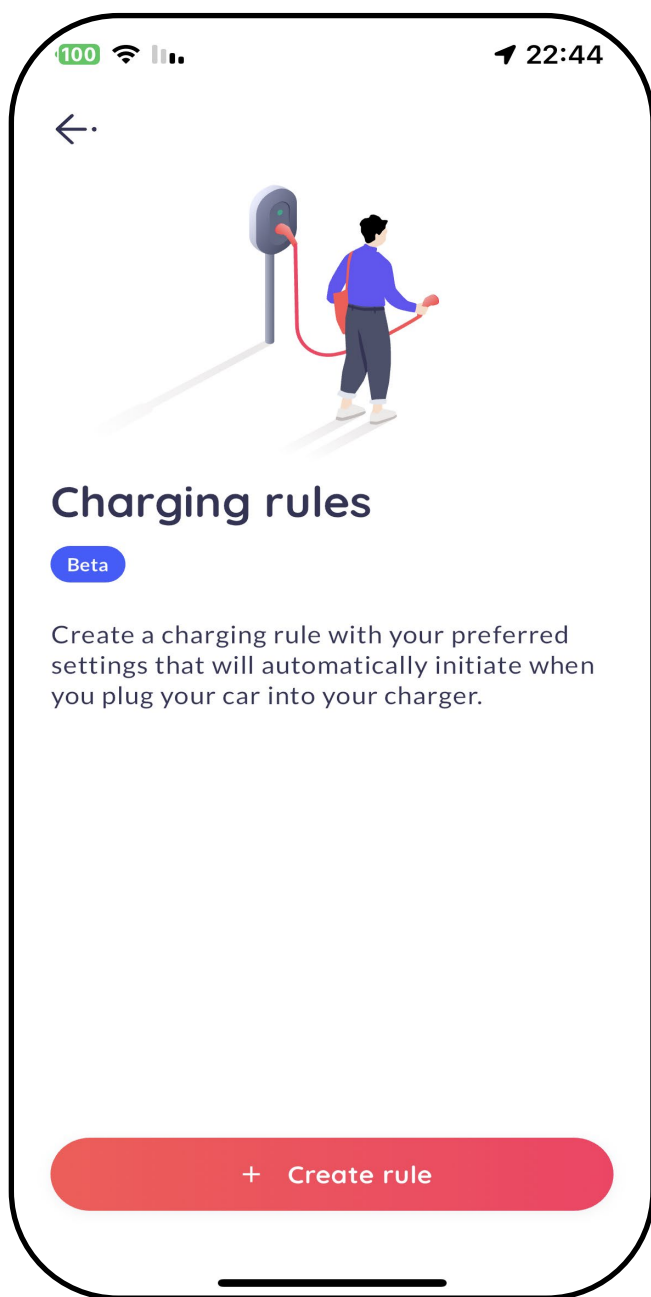 100
22:44
Charging rules
Beta
Create a charging rule with your preferred
settings that will automatically initiate when
you plug your car into your charger.
+ Create rule